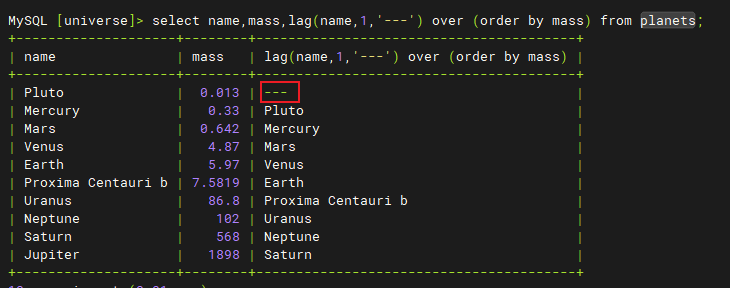 MySQL [universe]> select name,mass,lag(name,1,'---') over (order by mass) from planets;
+---------------------+--------+------------------------------------------+
| name | mass | lag(name,1,'---') over (order by mass) |
+---------------------+--------+------------------------------------------+
| Pluto | 0.013 | --- |
| Mercury | 0.33 | Pluto |
| Mars | 0.642 | Mercury |
| Venus | 4.87 | Mars |
| Earth | 5.97 | Venus |
| Proxima Centauri b | 7.5819 | Earth |
| Uranus | 86.8 | Proxima Centauri b |
| Neptune | 102 | Uranus |
| Saturn | 568 | Neptune |
| Jupiter | 1898 | Saturn |
+---------------------+--------+------------------------------------------+